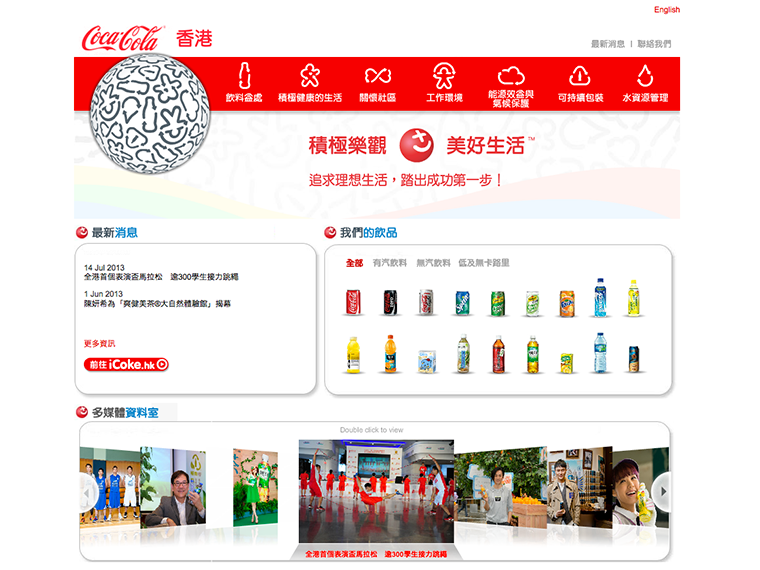 English
Coca-Cola 香港
最新消息 | 聯絡我們
飲料益處
積極健康的生活
關懷社區
工作環境
能源效益與
氣候保護
可持續包裝
水資源管理
積極樂觀 美好生活™
追求理想生活，踏出成功第一步！
最新消息
14 Jul 2013
全港首個表演盃馬拉松 逾300學生接力跳繩
1 Jun 2013
陳妍希為「爽健美茶®大自然體驗館」揭幕
更多資訊
前往 iCoke.hk
我們的飲品
全部 有汽飲料 無汽飲料 低及無卡路里
多媒體資料室
Double click to view
全港首個表演盃馬拉松 逾300學生接力跳繩